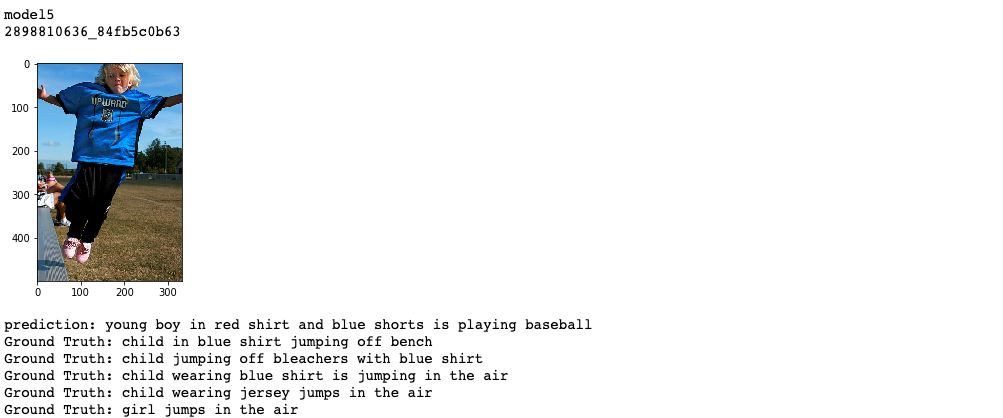 model5
2898810636_84fb5c0b63
0
100
200
300
400
UPWARD
0 100 200 300
prediction: young boy in red shirt and blue shorts is playing baseball
Ground Truth: child in blue shirt jumping off bench
Ground Truth: child jumping off bleachers with blue shirt
Ground Truth: child wearing blue shirt is jumping in the air
Ground Truth: child wearing jersey jumps in the air
Ground Truth: girl jumps in the air